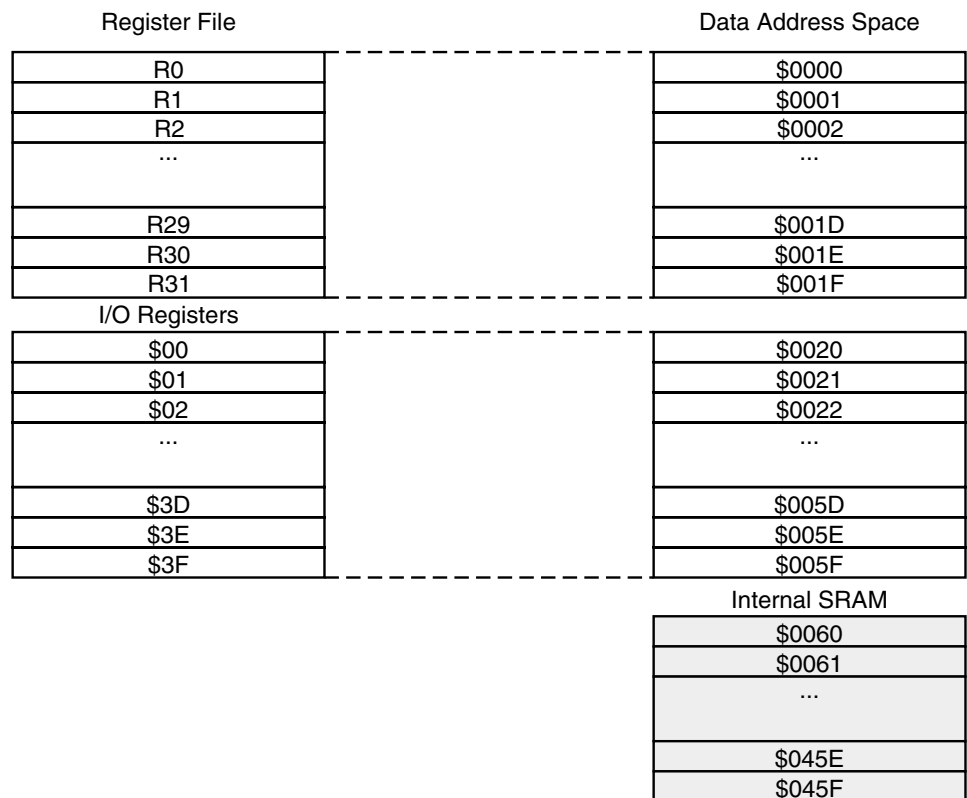 Register File Data Address Space
R0 $0000
R1 $0001
R2 $0002
... ...
R29 $001D
R30 $001E
R31 $001F
I/O Registers
$00 $0020
$01 $0021
$02 $0022
... ...
$3D $005D
$3E $005E
$3F $005F
Internal SRAM
$0060
$0061
...
$045E
$045F